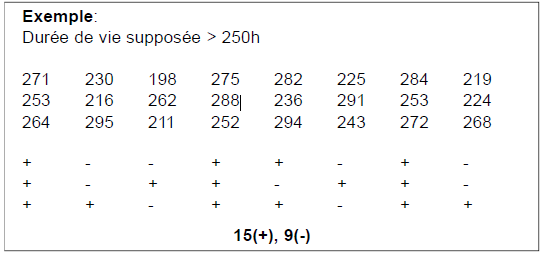 Exemple:
Durée de vie supposée > 250h
271 230 198 275 282 225 284 219
253 216 262 288 236 291 253 224
264 295 211 252 294 243 272 268
+ - - + + - + -
+ - + + - + + -
+ + - + + - + +
15(+), 9(-)